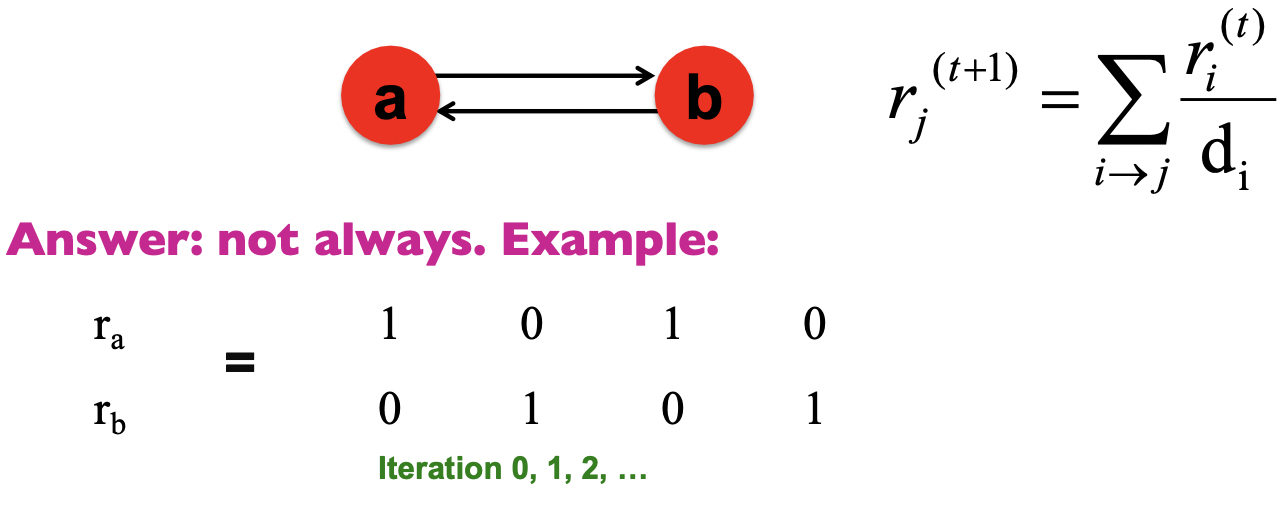 a b
r_j^(t+1) = ∑_{i→j} r_i^(t) / d_i
Answer: not always. Example:
r_a 1 0 1 0
=
r_b 0 1 0 1
Iteration 0, 1, 2, …